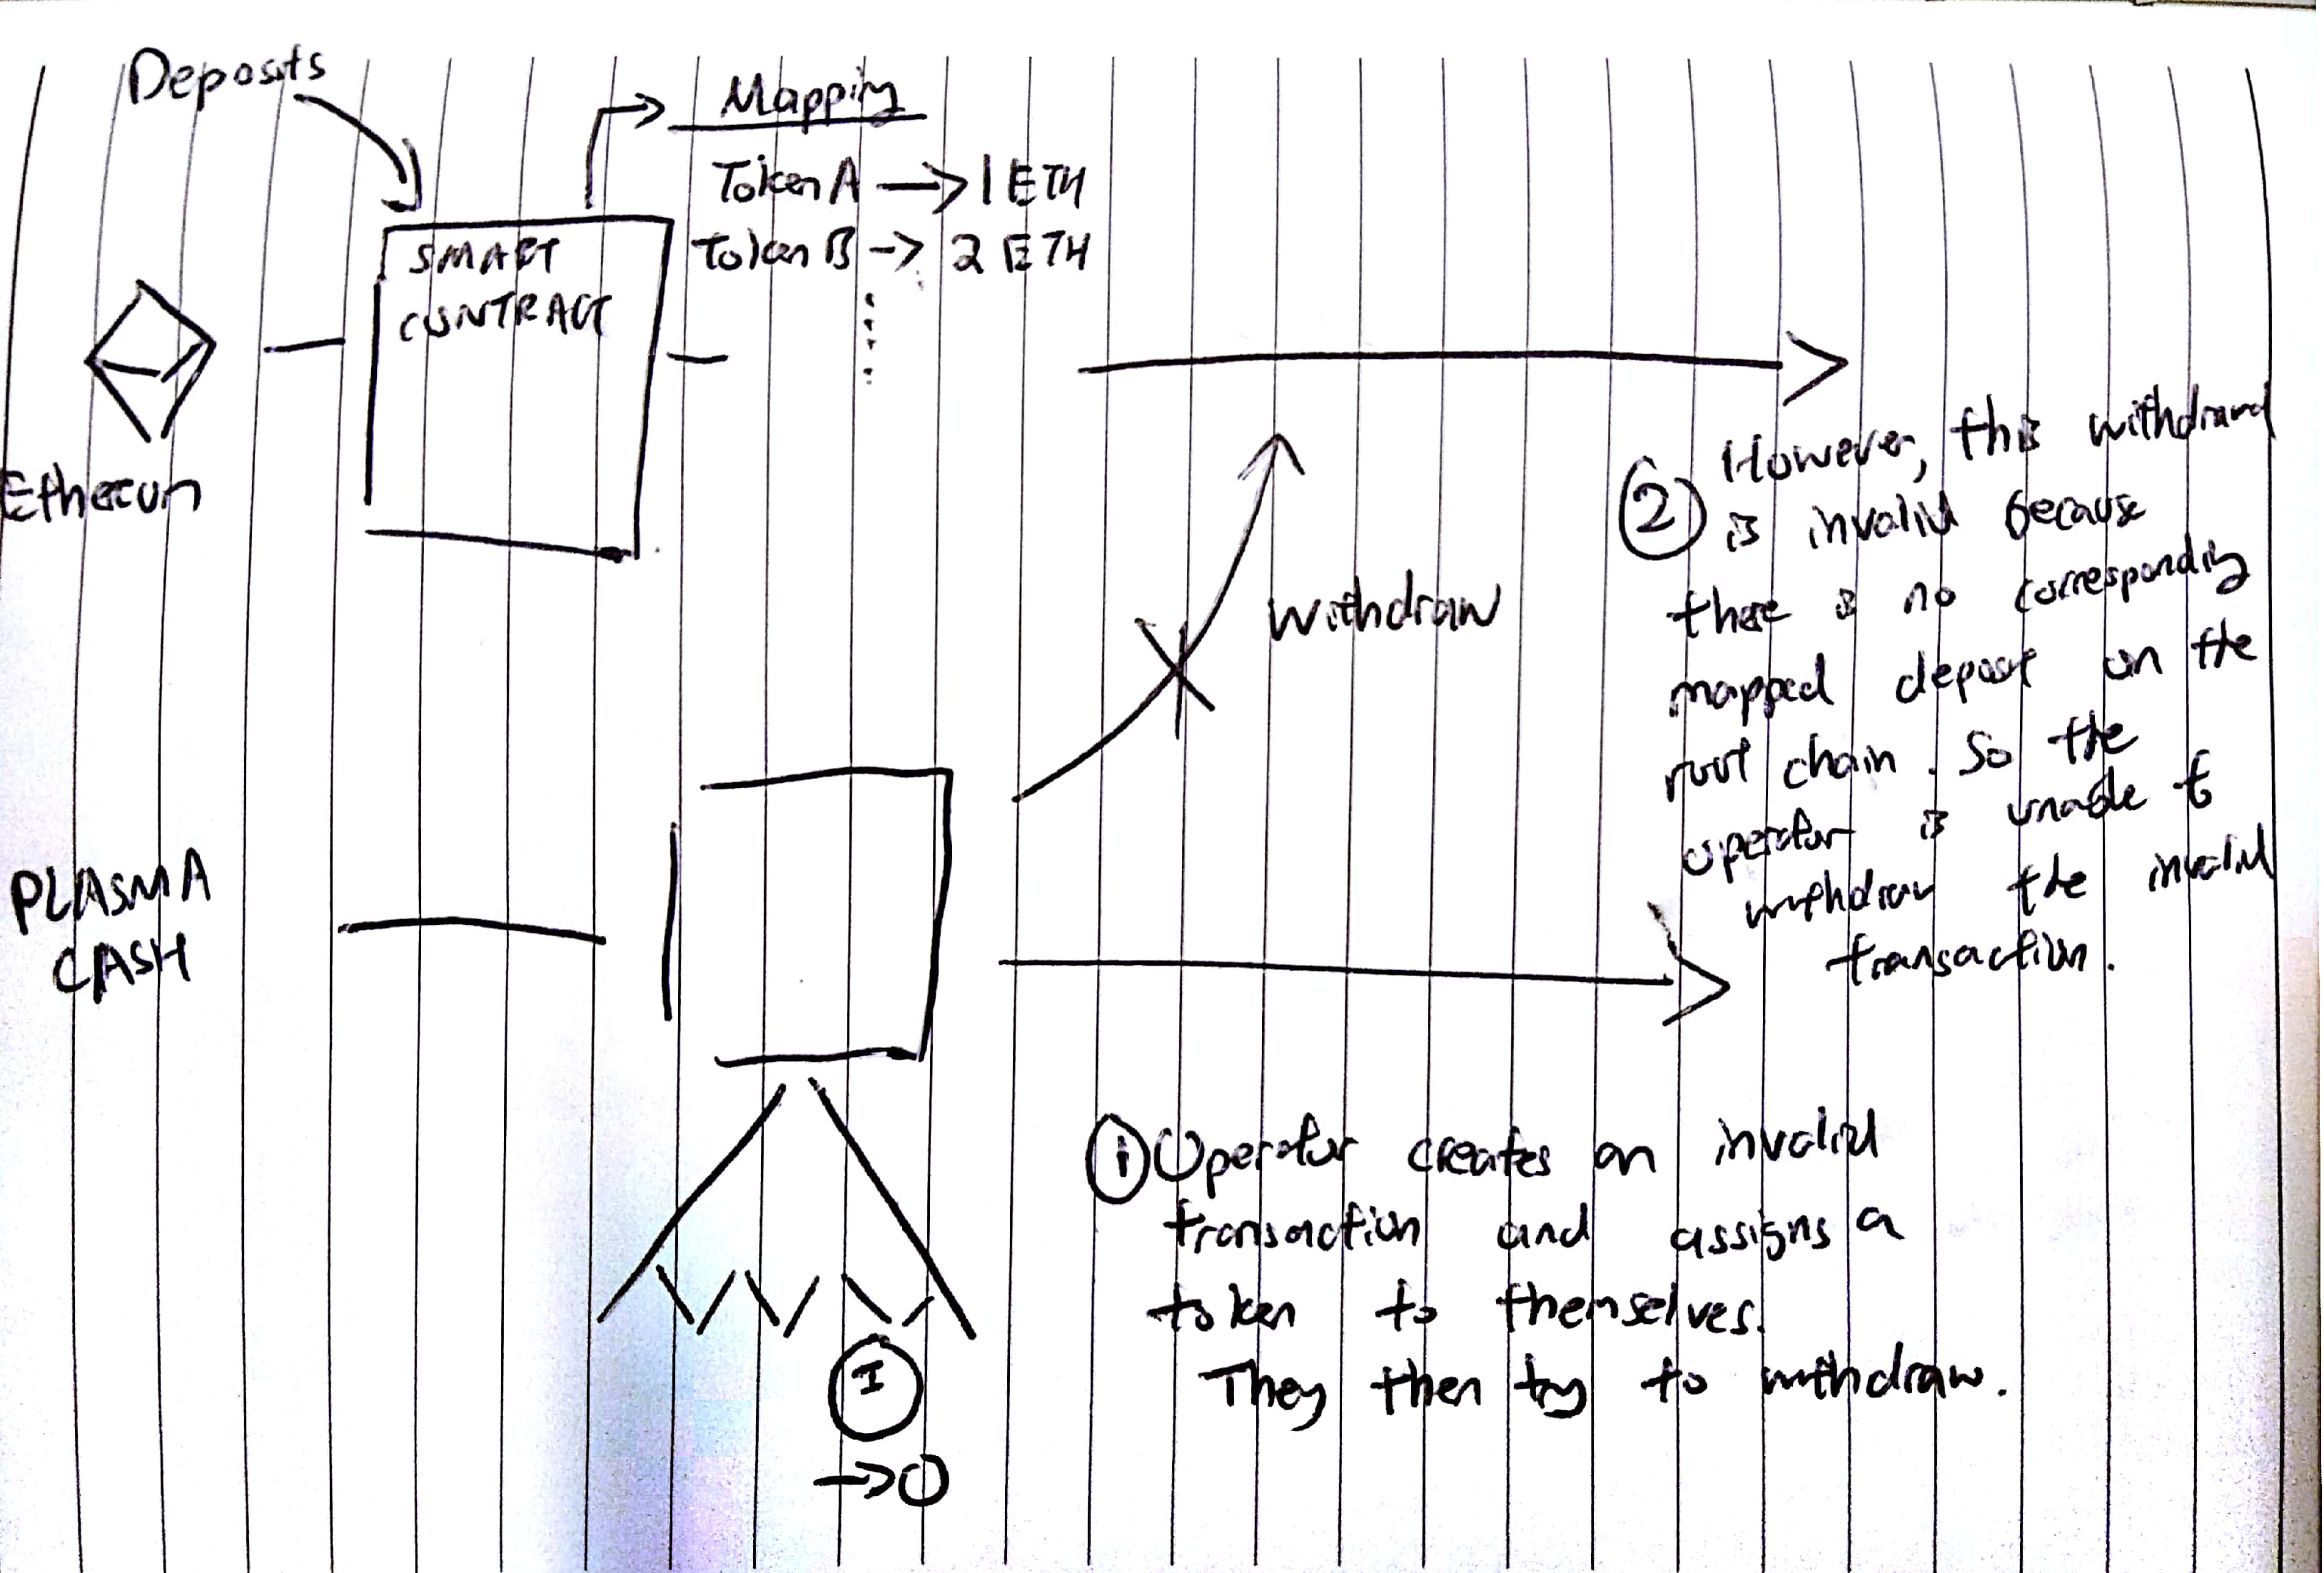 Deposits
Mapping
Token A → 1 ETH
Token B → 2 ETH
SMART
CONTRACT
Ethereum
Withdraw
② However, this withdrawal
is invalid because
there is no corresponding
mapped deposit on the
root chain. So the
operator is unable to
withdraw the invalid
transaction.
PLASMA
CASH
① Operator creates an invalid
transaction and assigns a
token to themselves.
They then try to withdraw.
I
→ O